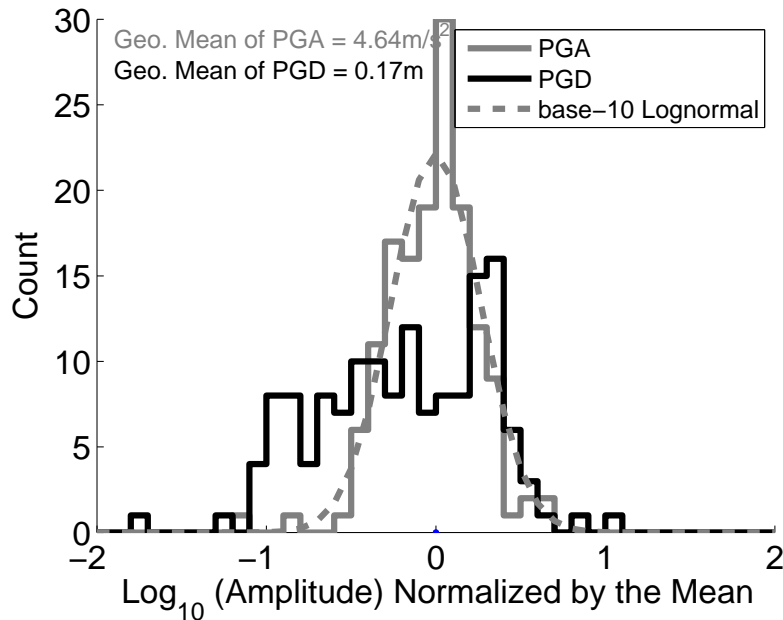 Geo. Mean of PGA = 4.64m/s²
Geo. Mean of PGD = 0.17m
PGA
PGD
base−10 Lognormal
30
25
20
15
10
5
0
Count
−2
−1
0
1
2
Log₁₀ (Amplitude) Normalized by the Mean